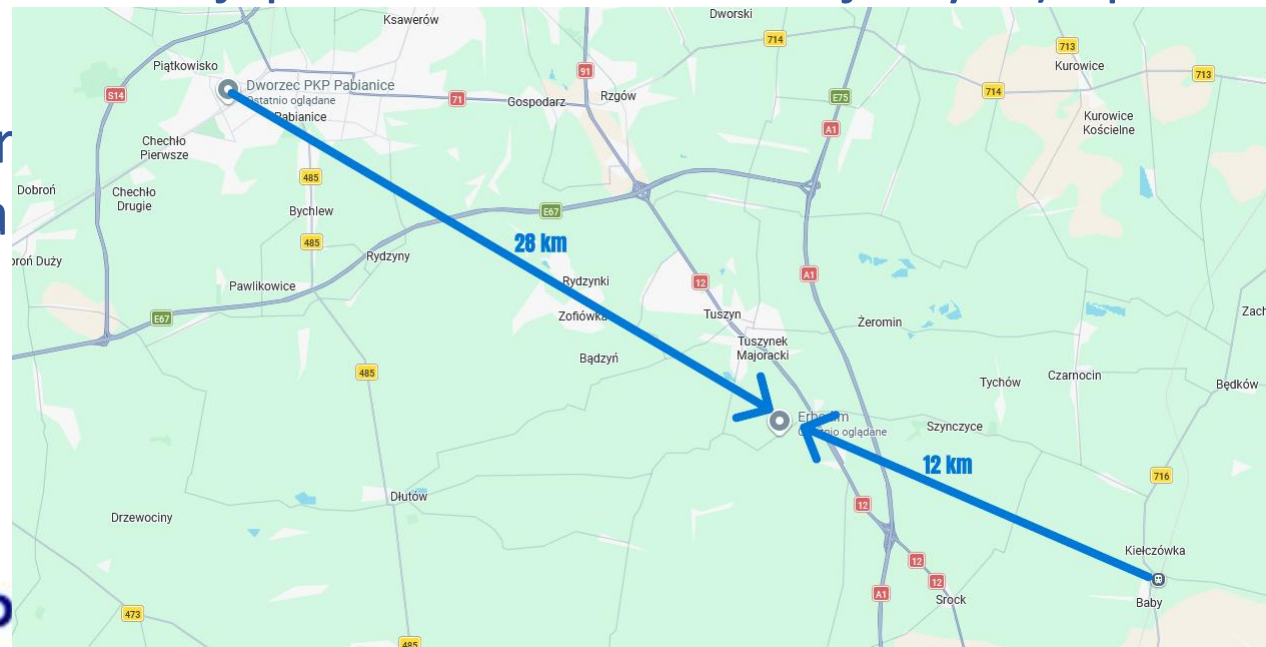 Dworski
Ksawerów
714
713
Kurowice
713
Piątkowisko
91
Dworzec PKP Pabianice
Ostatnio oglądane
Pabianice
S14
71
Gospodarz
Rzgów
E75
714
A1
Kurowice
Kościelne
Chechło
Pierwsze
485
Dobroń
Chechło
Drugie
Bychlew
E67
485
28 km
Rydzyny
Pawlikowice
Rydzynki
12
A1
E67
Zofiówka
Tuszyn
Żeromin
Tuszynek
Majoracki
Bądzyń
485
Tychów
Czarnocin
Będków
oglądane
Szynczyce
12 km
716
Dłutów
12
Drzewociny
Kiełczówka
12
12
A1
Srock
Baby
473
485